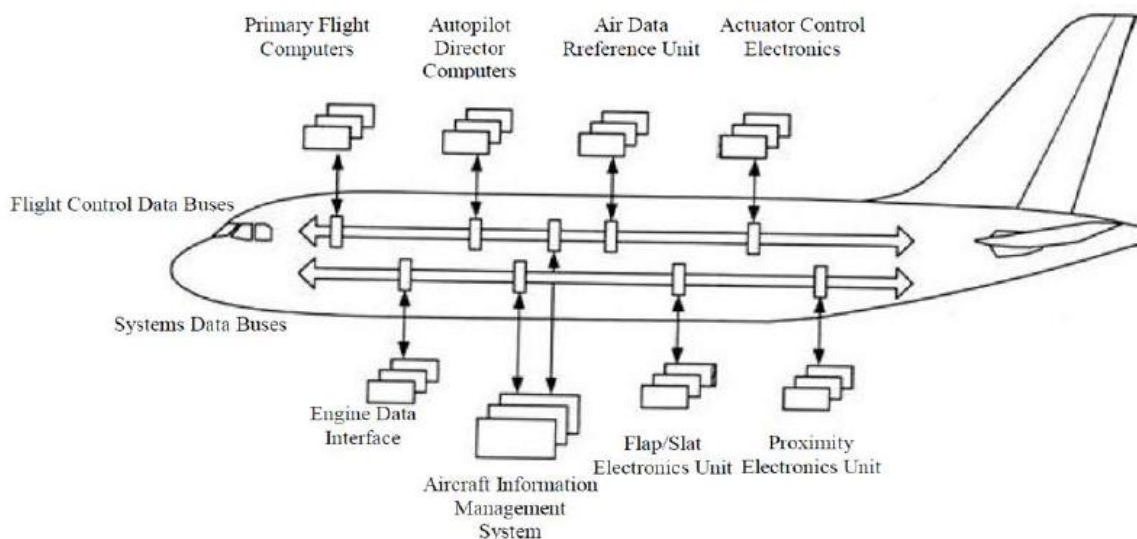 Primary Flight
Computers
Autopilot
Director
Computers
Air Data
Rreference Unit
Actuator Control
Electronics
Flight Control Data Buses
Systems Data Buses
Engine Data
Interface
Aircraft Information
Management
System
Flap/Slat
Electronics Unit
Proximity
Electronics Unit